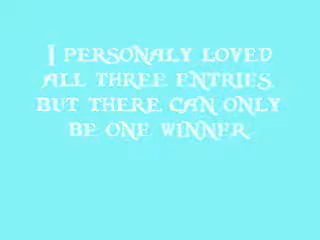 I PERSONALY LOVED
ALL THREE ENTRIES
BUT THERE CAN ONLY
BE ONE WINNER